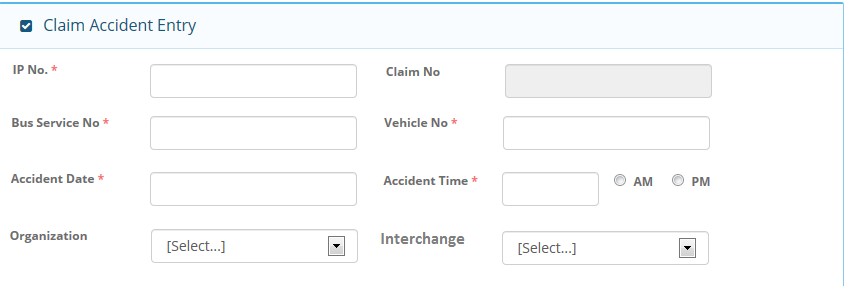 Claim Accident Entry
IP No. * Claim No
Bus Service No * Vehicle No *
Accident Date * Accident Time * AM PM
Organization [Select...] Interchange [Select...]